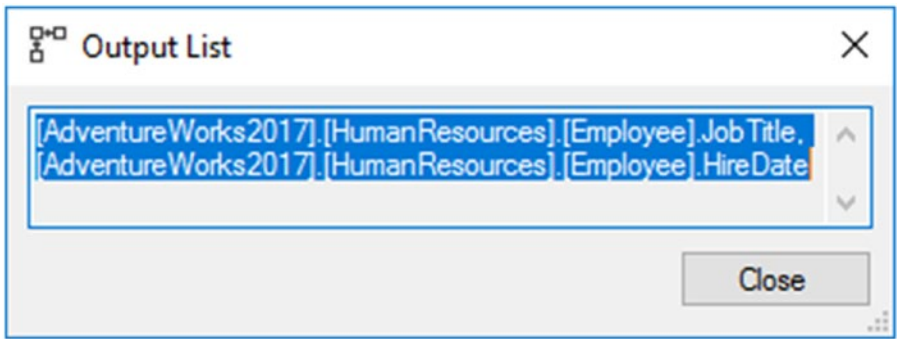 Output List
[AdventureWorks2017].[HumanResources].[Employee].JobTitle,
[AdventureWorks2017].[HumanResources].[Employee].HireDate
Close